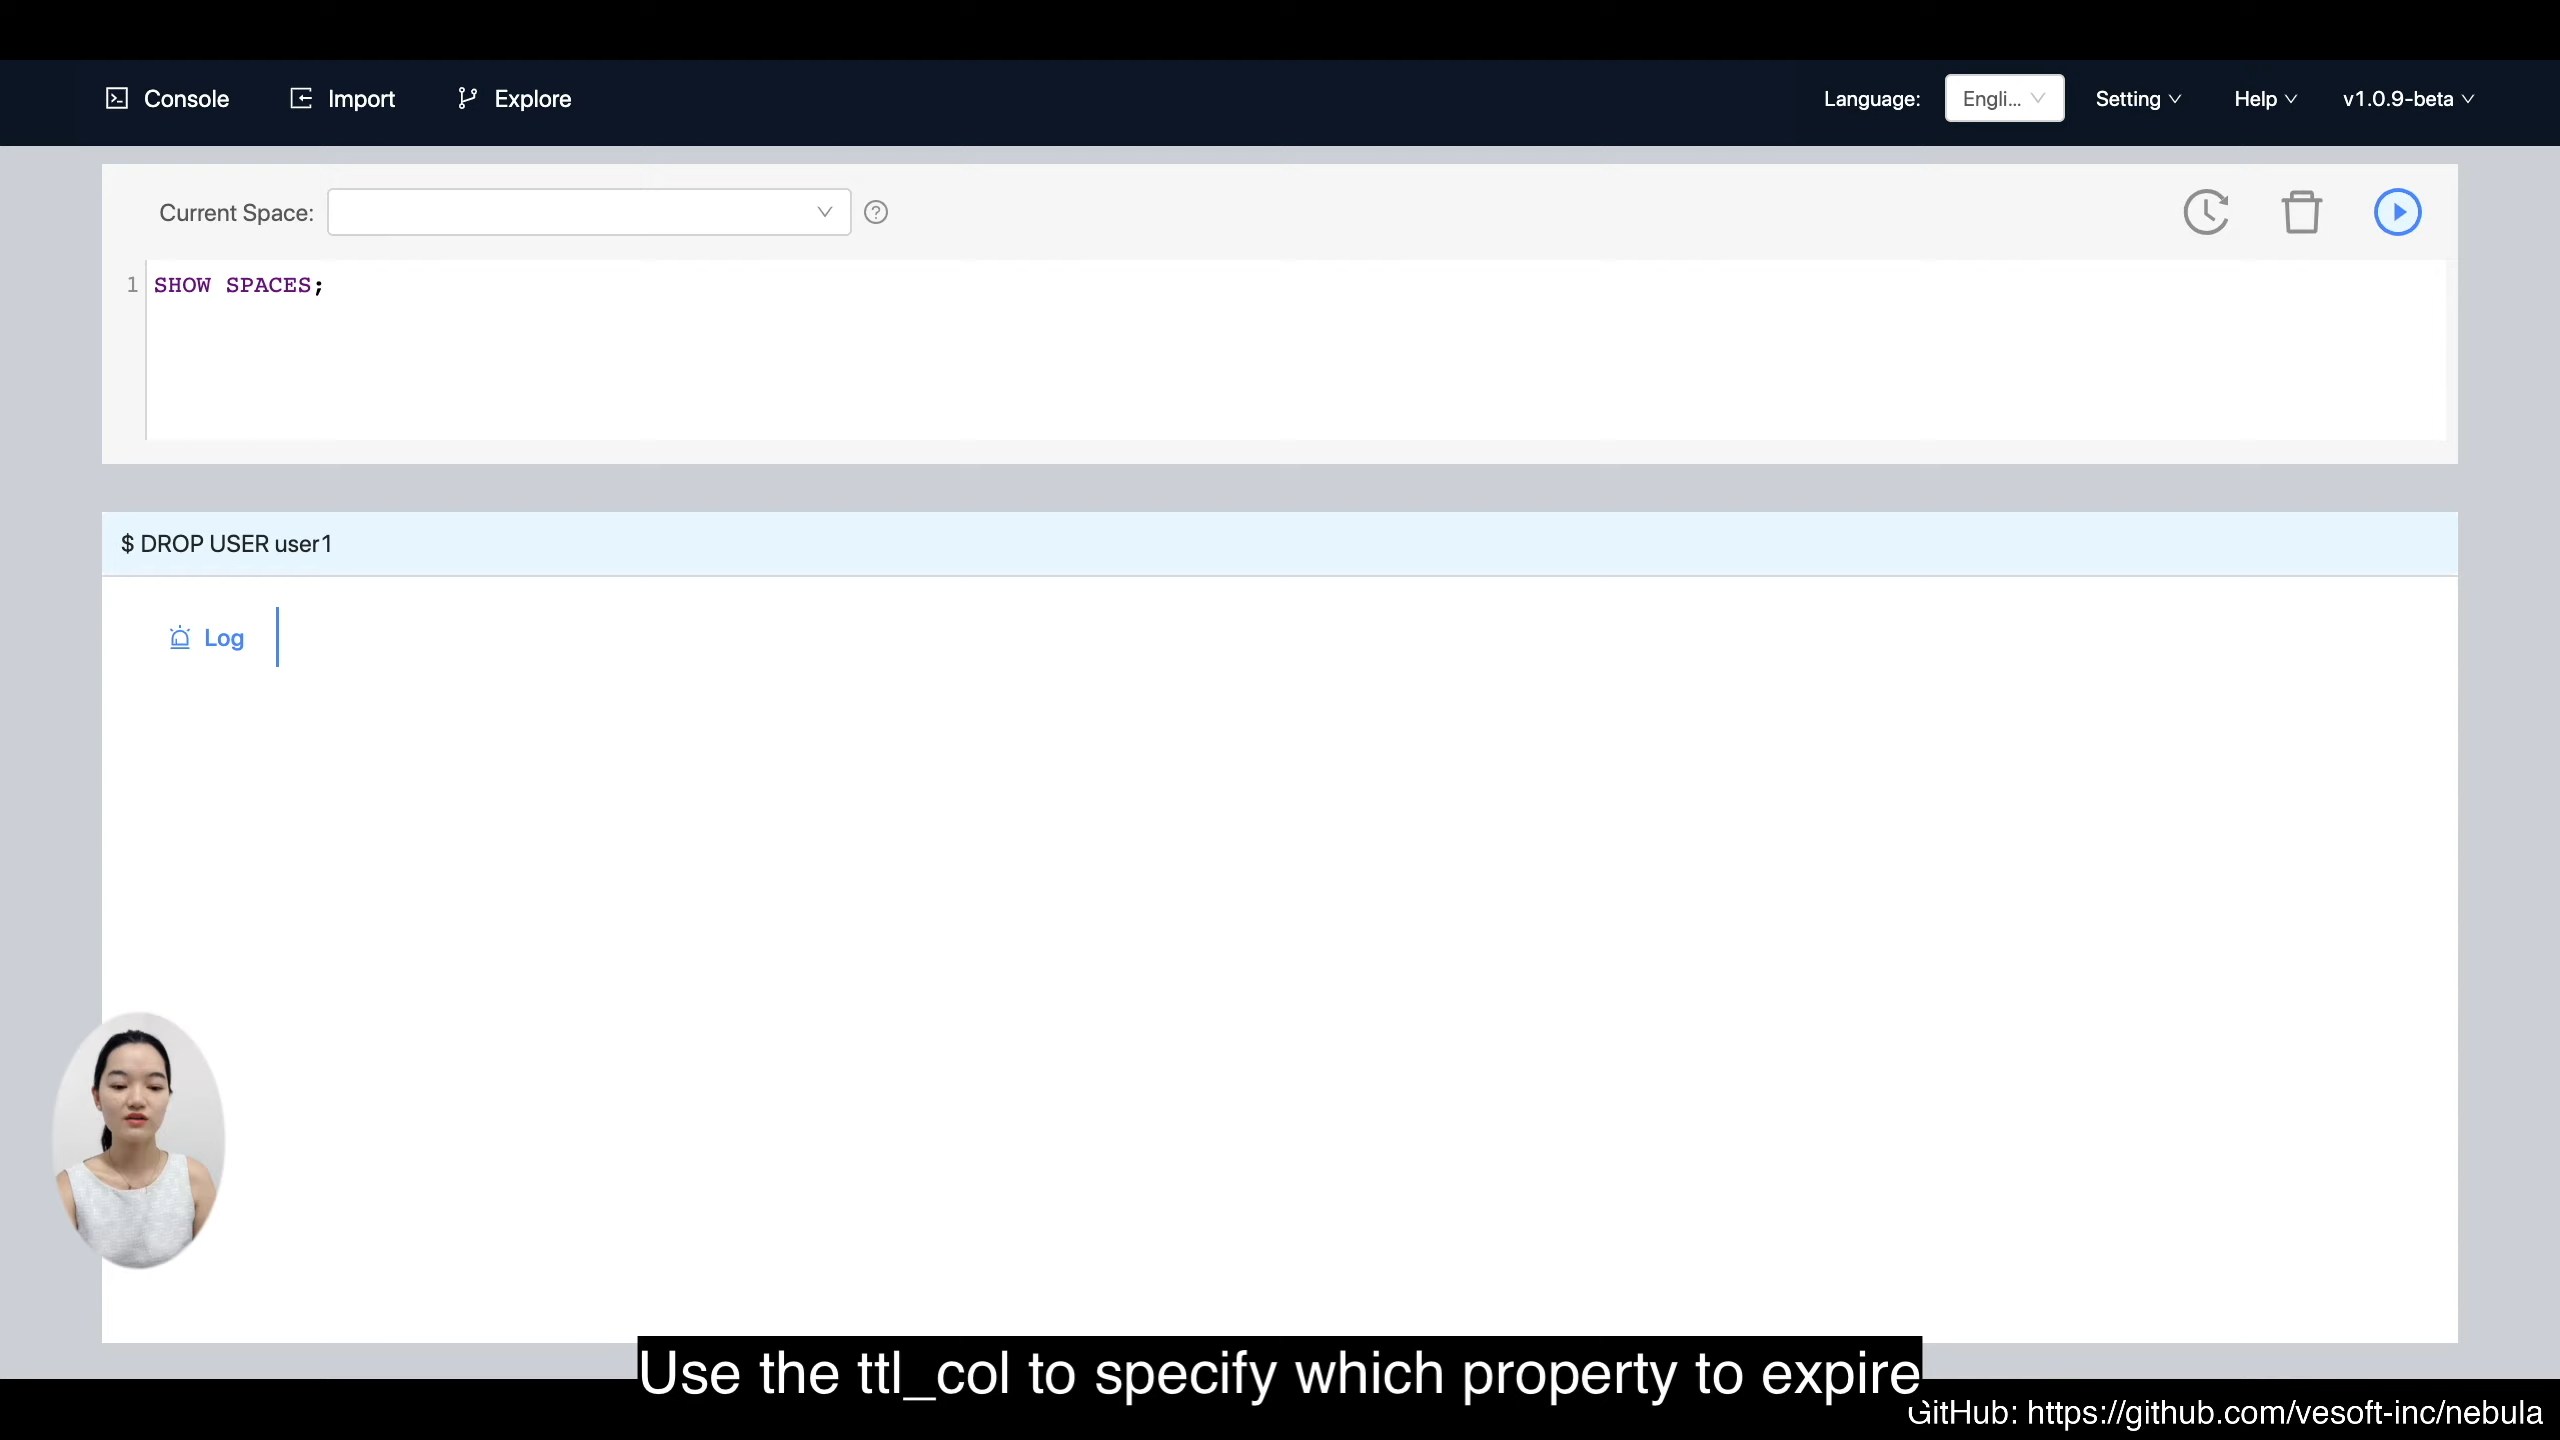 Console Import Explore Language: Engli... Setting Help v1.0.9-beta
Current Space:
1 SHOW SPACES;
$ DROP USER user1
Log
Use the ttl_col to specify which property to expire
GitHub: https://github.com/vesoft-inc/nebula